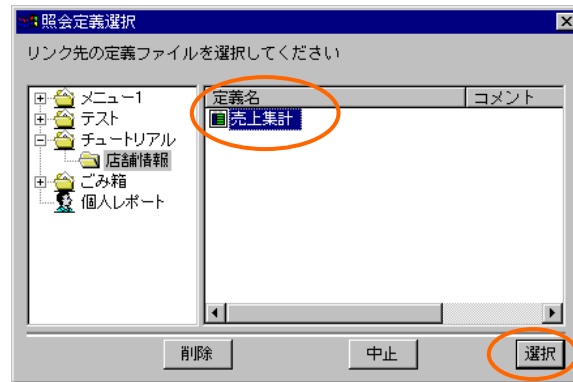 照会定義選択
リンク先の定義ファイルを選択してください
メニュー1
テスト
チュートリアル
店舗情報
ごみ箱
個人レポート
定義名 コメント
売上集計
削除 中止 選択